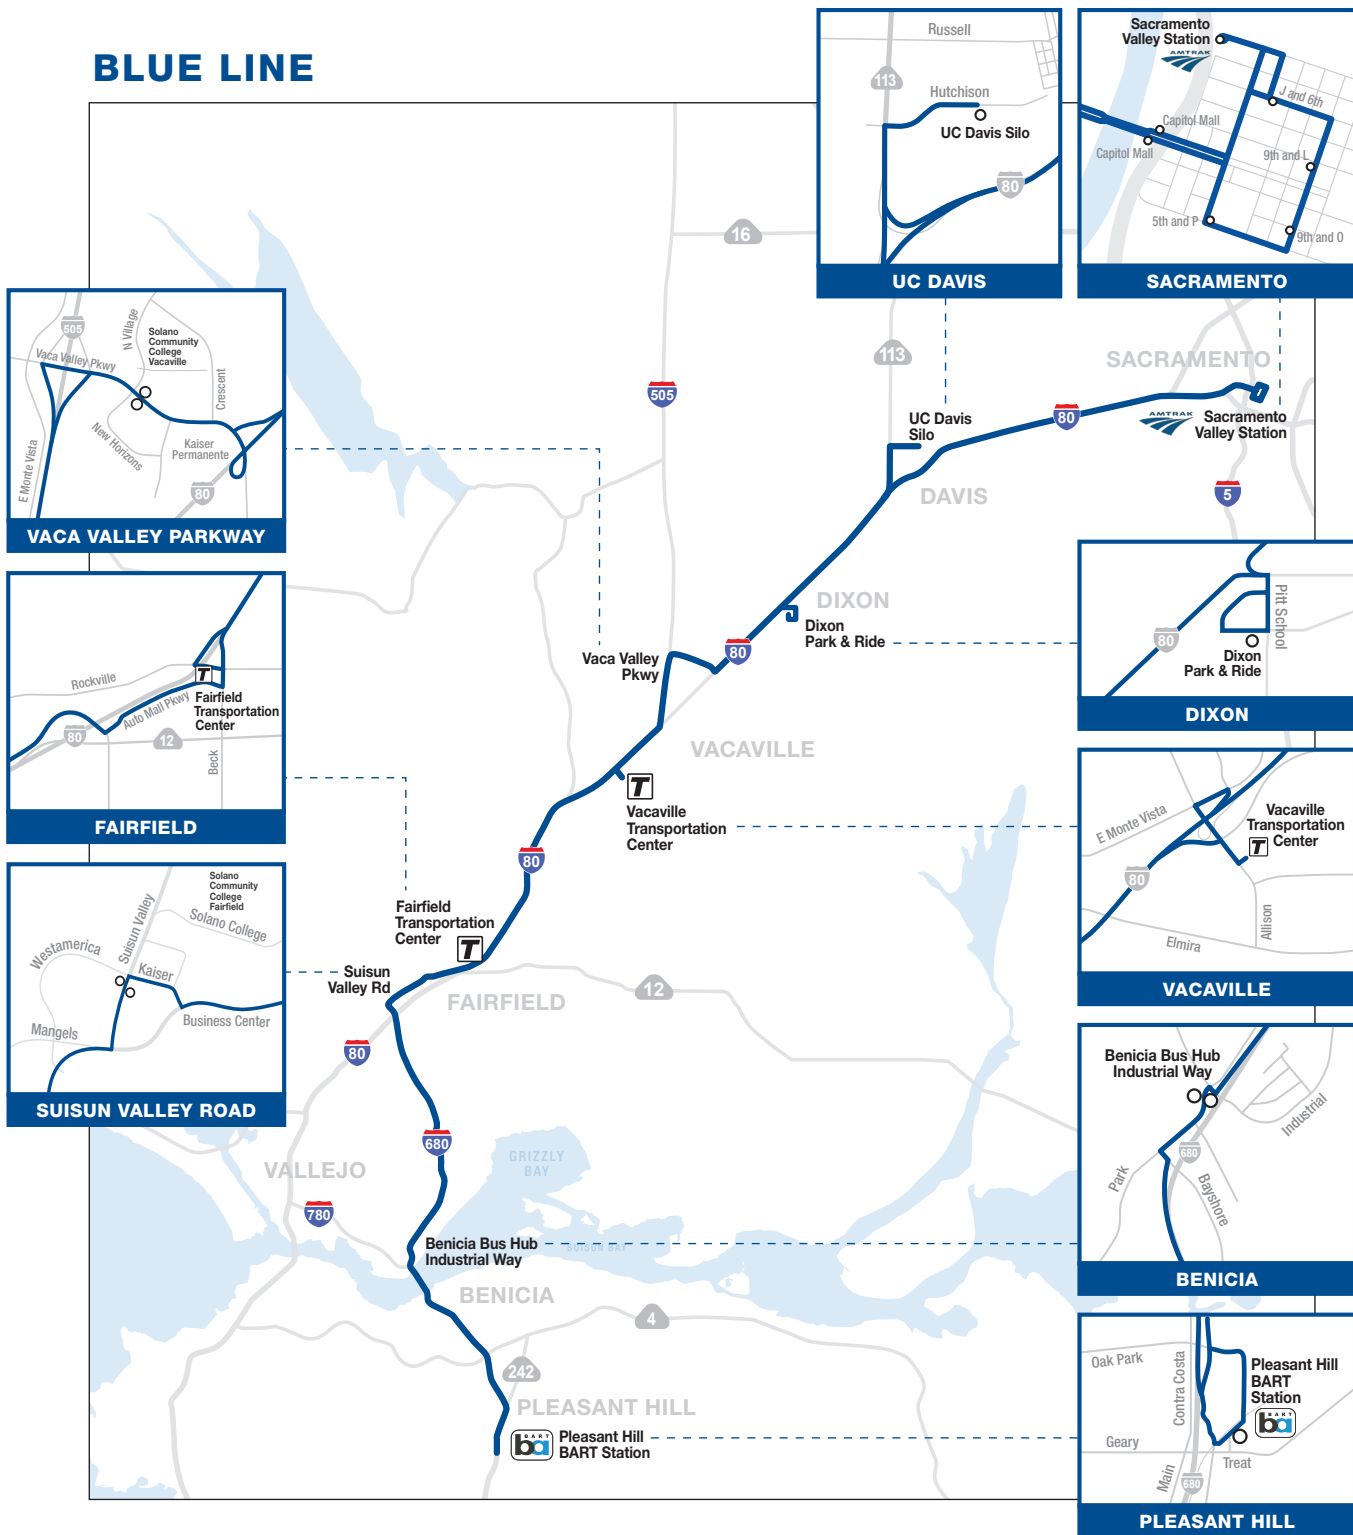 BLUE LINE
Russell
113
Hutchison
UC Davis Silo
80
UC DAVIS
Sacramento
Valley Station
AMTRAK
J and 6th
Capitol Mall
Capitol Mall
9th and L
5th and P
9th and O
SACRAMENTO
16
505
Vaca Valley Pkwy
N Village
Solano
Community
College
Vacaville
Crescent
New Horizons
Kaiser
Permanente
E Monte Vista
80
VACA VALLEY PARKWAY
113
SACRAMENTO
505
80
AMTRAK
Sacramento
Valley Station
UC Davis
Silo
DAVIS
5
DIXON
Dixon
Park & Ride
80
Vaca Valley
Pkwy
VACAVILLE
Pitt School
80
Dixon
Park & Ride
DIXON
Rockville
Auto Mall Pkwy
Fairfield
Transportation
Center
T
80
12
Beck
FAIRFIELD
T
Vacaville
Transportation
Center
80
E Monte Vista
Vacaville
Transportation
Center
T
80
Allison
Elmira
VACAVILLE
Solano
Community
College
Fairfield
Suisun Valley
Solano College
Westamerica
Kaiser
Business Center
Mangels
SUISUN VALLEY ROAD
Fairfield
Transportation
Center
T
Suisun
Valley Rd
FAIRFIELD
12
80
680
VALLEJO
GRIZZLY
BAY
780
Benicia Bus Hub
Industrial Way
SUISUN BAY
BENICIA
Benicia Bus Hub
Industrial Way
Industrial
680
Park
Bayshore
BENICIA
4
242
PLEASANT HILL
BART
ba
Pleasant Hill
BART Station
Oak Park
Contra Costa
Pleasant Hill
BART
Station
BART
ba
Geary
Treat
Main
680
PLEASANT HILL